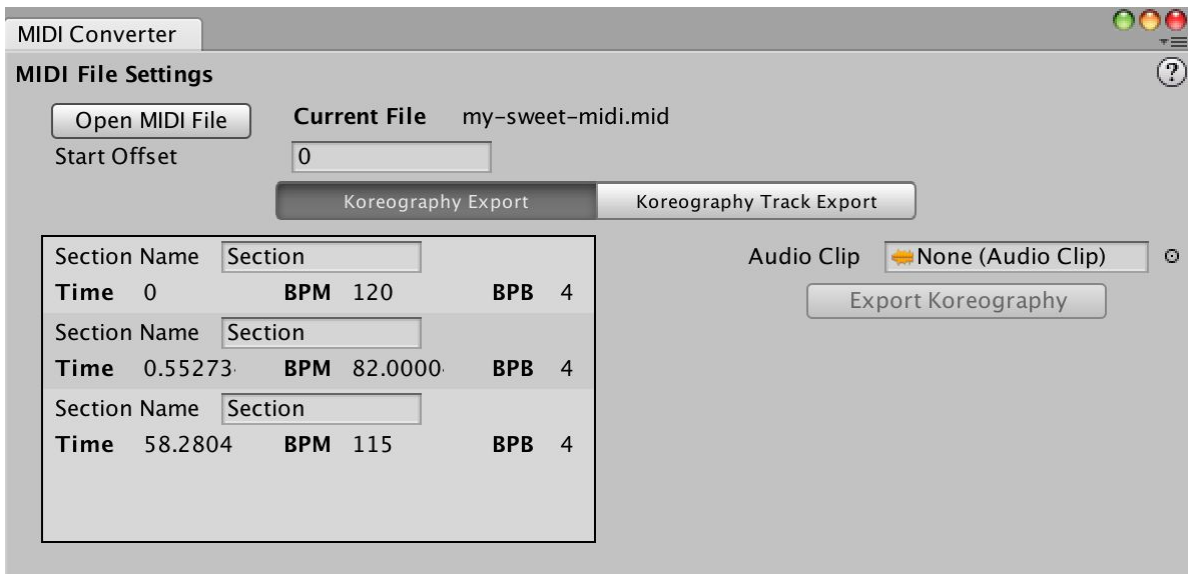 MIDI Converter
MIDI File Settings
?
Open MIDI File Current File my-sweet-midi.mid
Start Offset 0
Koreography Export Koreography Track Export
Section Name Section
Time 0 BPM 120 BPB 4
Section Name Section
Time 0.55273 BPM 82.0000 BPB 4
Section Name Section
Time 58.2804 BPM 115 BPB 4
Audio Clip None (Audio Clip)
Export Koreography